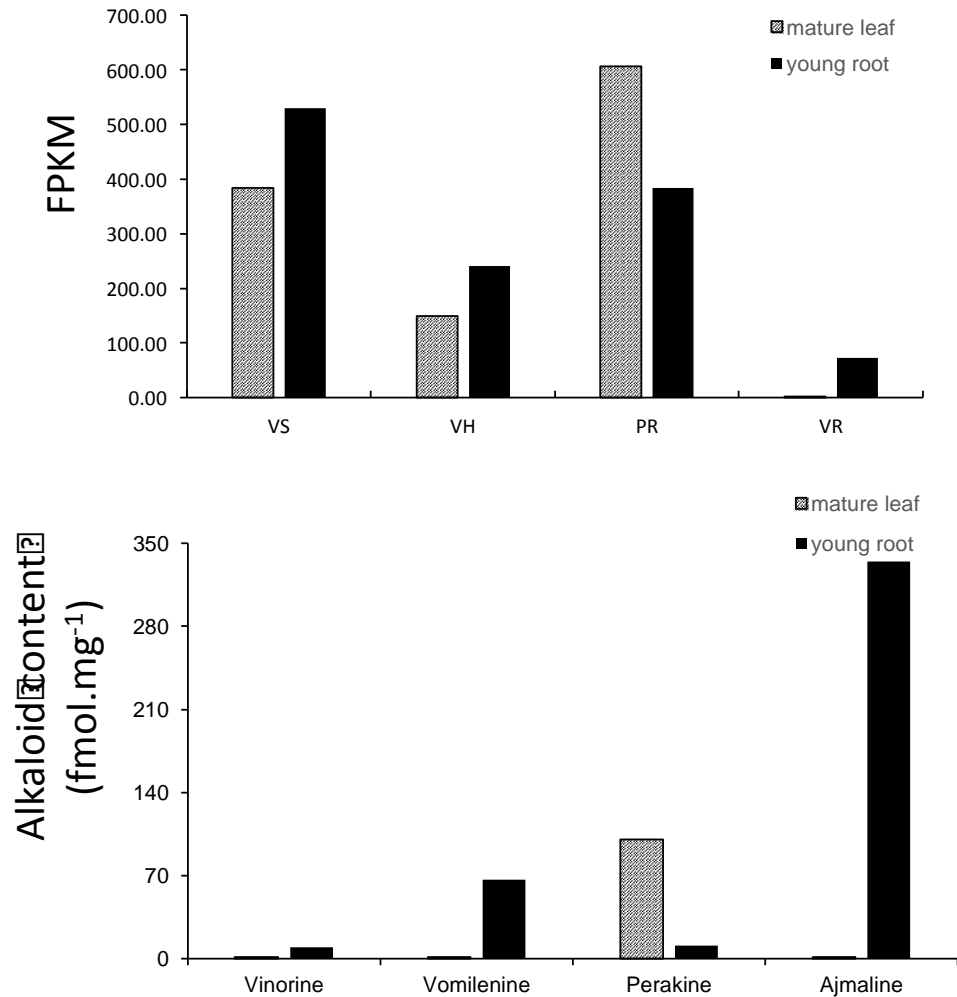 700.00
600.00
500.00
400.00
300.00
200.00
100.00
0.00
FPKM
mature leaf
young root
VS VH PR VR
mature leaf
young root
350
280
210
140
70
0
Alkaloid⍰content⍰
(fmol.mg⁻¹)
Vinorine Vomilenine Perakine Ajmaline